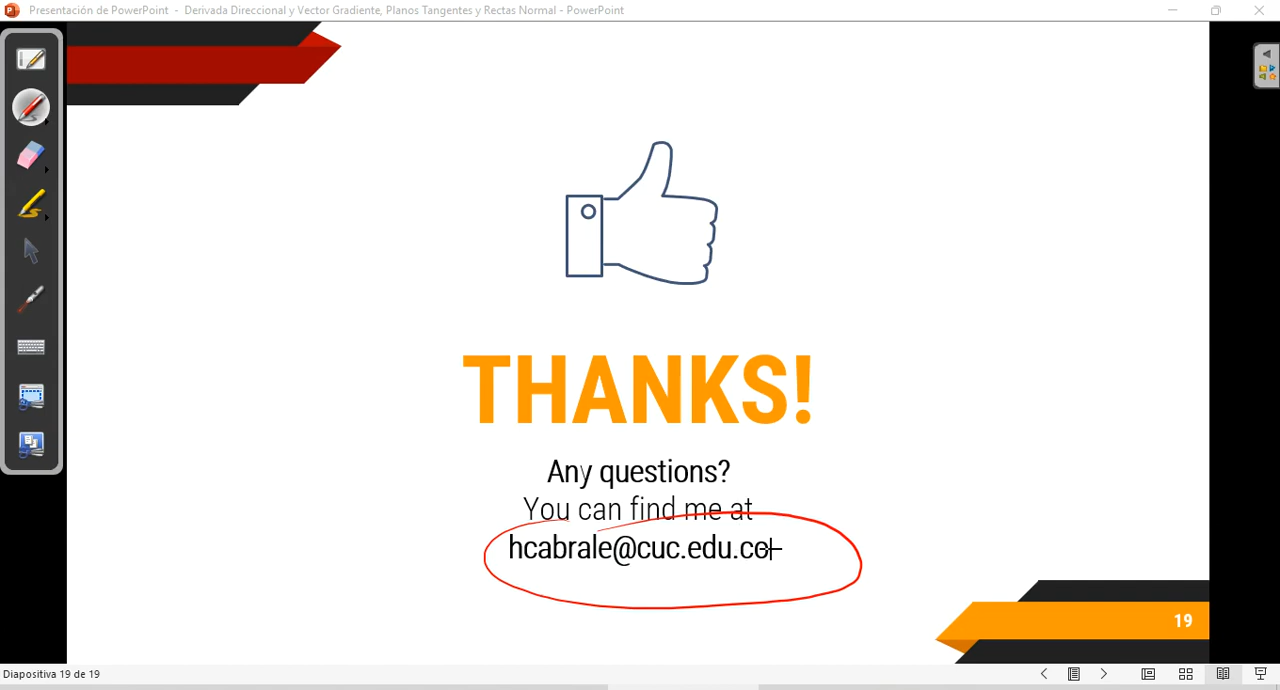 Presentación de PowerPoint - Derivada Direccional y Vector Gradiente, Planos Tangentes y Rectas Normal - PowerPoint
THANKS!
Any questions?
You can find me at
hcabrale@cuc.edu.co
19
Diapositiva 19 de 19